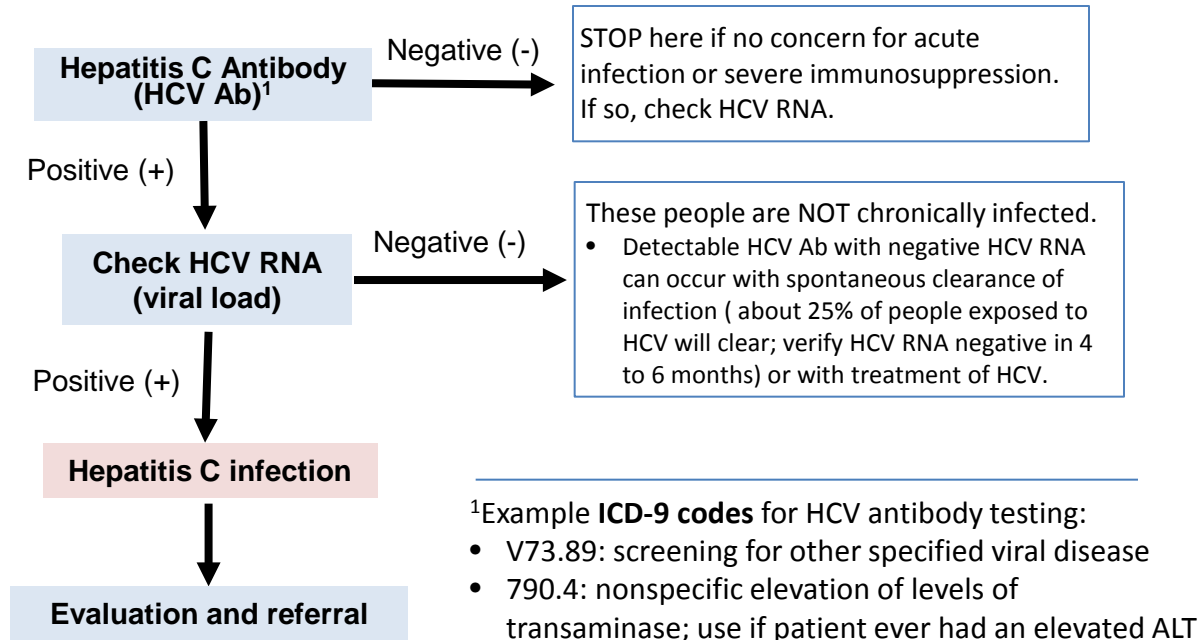 Hepatitis C Antibody
(HCV Ab)¹
Negative (-)
STOP here if no concern for acute
infection or severe immunosuppression.
If so, check HCV RNA.
Positive (+)
Check HCV RNA
(viral load)
Negative (-)
These people are NOT chronically infected.
• Detectable HCV Ab with negative HCV RNA
can occur with spontaneous clearance of
infection ( about 25% of people exposed to
HCV will clear; verify HCV RNA negative in 4
to 6 months) or with treatment of HCV.
Positive (+)
Hepatitis C infection
Evaluation and referral
¹Example ICD-9 codes for HCV antibody testing:
• V73.89: screening for other specified viral disease
• 790.4: nonspecific elevation of levels of
transaminase; use if patient ever had an elevated ALT